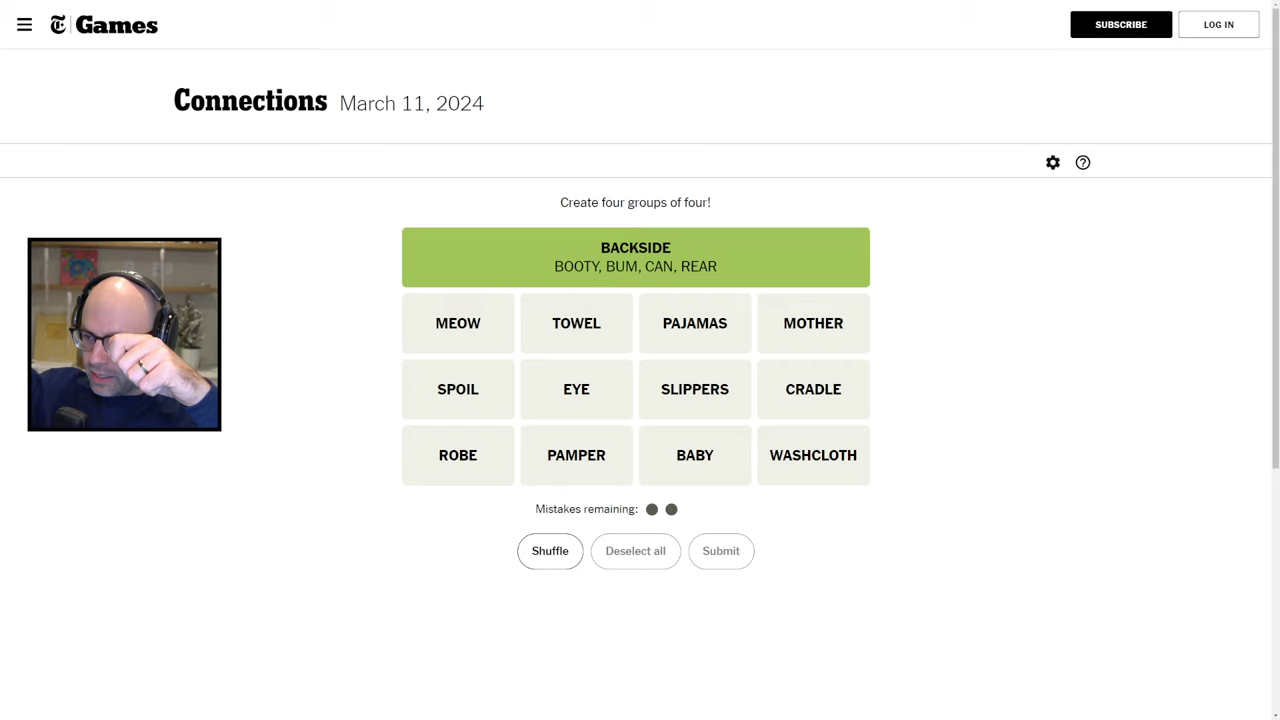 Games
SUBSCRIBE
LOG IN
Connections March 11, 2024
Create four groups of four!
BACKSIDE
BOOTY, BUM, CAN, REAR
MEOW TOWEL PAJAMAS MOTHER
SPOIL EYE SLIPPERS CRADLE
ROBE PAMPER BABY WASHCLOTH
Mistakes remaining:
Shuffle Deselect all Submit